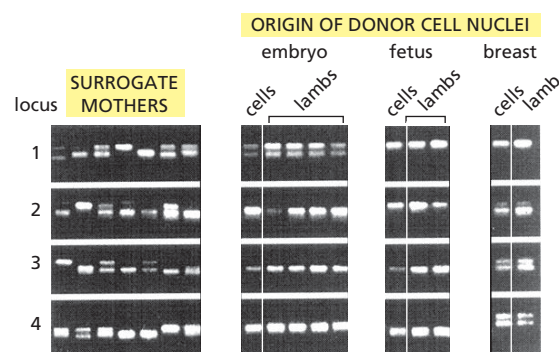 ORIGIN OF DONOR CELL NUCLEI
embryo fetus breast
SURROGATE
MOTHERS
locus
cells lambs cells lambs cells lamb
1
2
3
4